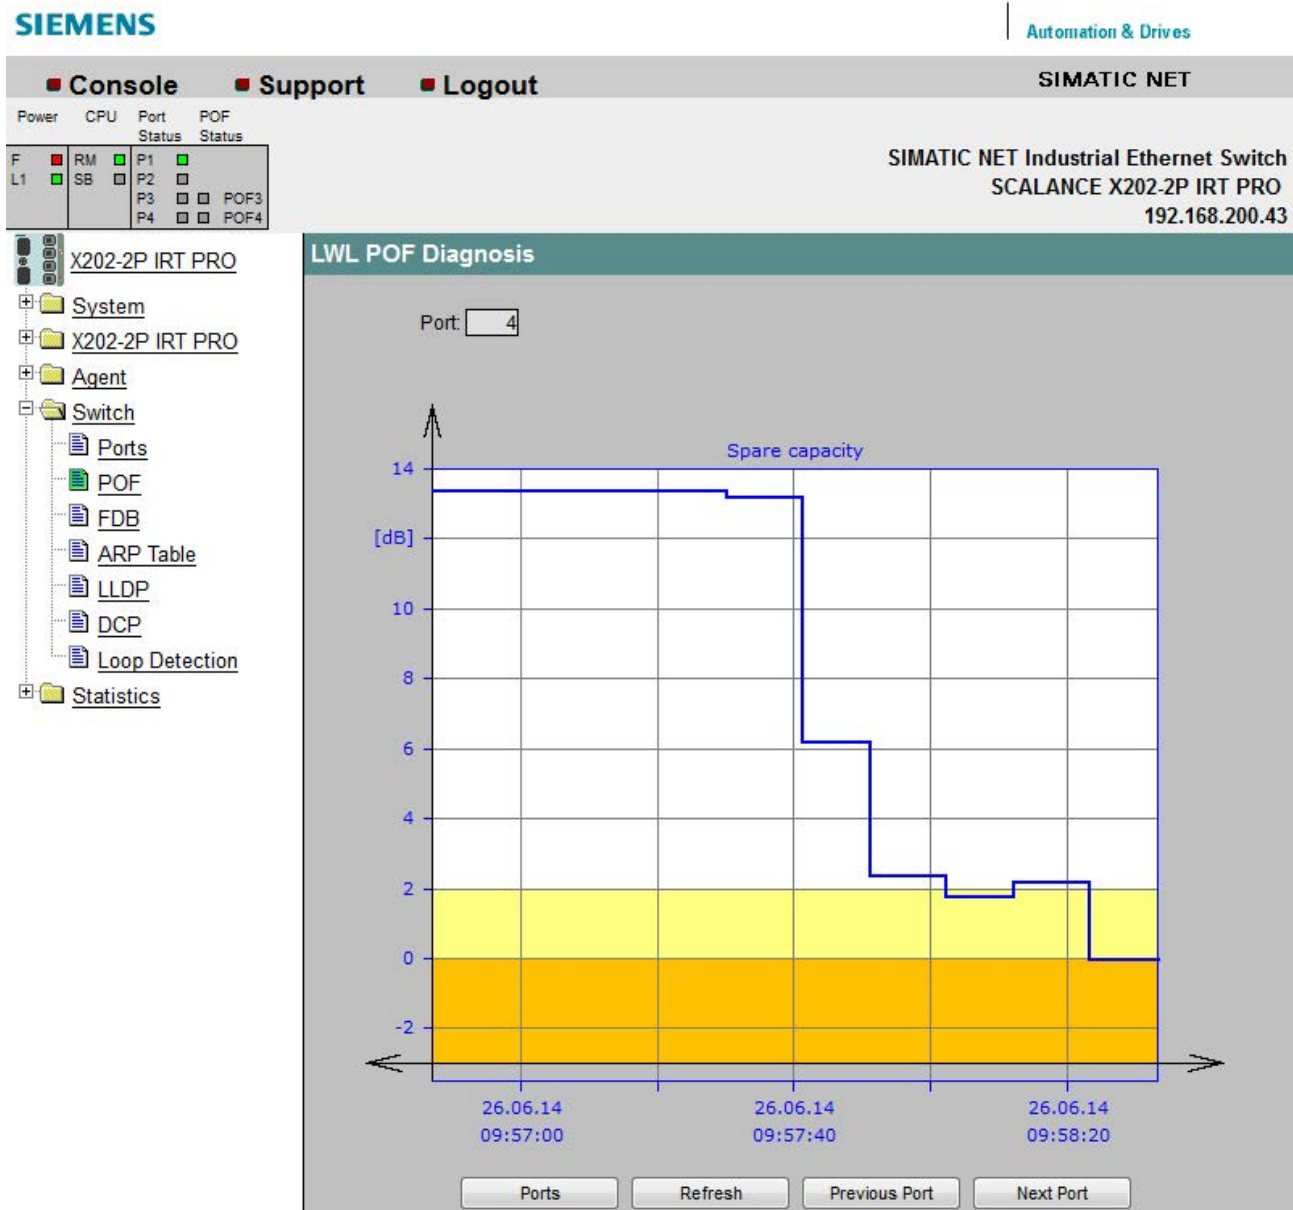 SIEMENS
Automation & Drives
Console Support Logout
SIMATIC NET
Power CPU Port Status POF Status
F RM P1
L1 SB P2
P3 POF3
P4 POF4
SIMATIC NET Industrial Ethernet Switch
SCALANCE X202-2P IRT PRO
192.168.200.43
X202-2P IRT PRO
System
X202-2P IRT PRO
Agent
Switch
Ports
POF
FDB
ARP Table
LLDP
DCP
Loop Detection
Statistics
LWL POF Diagnosis
Port: 4
Spare capacity
14
[dB]
10
8
6
4
2
0
-2
26.06.14 26.06.14 26.06.14
09:57:00 09:57:40 09:58:20
Ports Refresh Previous Port Next Port